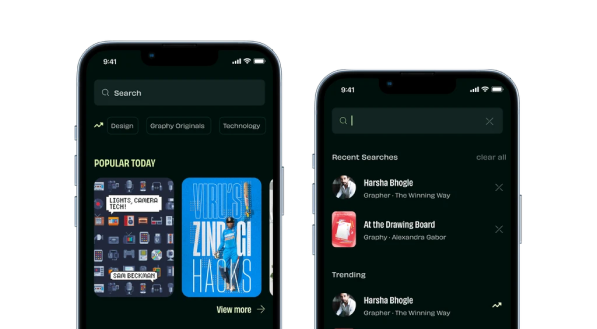 9:41
Search
Design
Graphy Originals
Technology
POPULAR TODAY
LIGHTS, CAMERA
TECH!
SAM BECKMAN
VIRU'S
ZINDAGI
HACKS
View more
9:41
Recent Searches
clear all
Harsha Bhogle
Grapher - The Winning Way
At the Drawing Board
Graphy - Alexandra Gabor
Trending
Harsha Bhogle
Grapher - The Winning Way